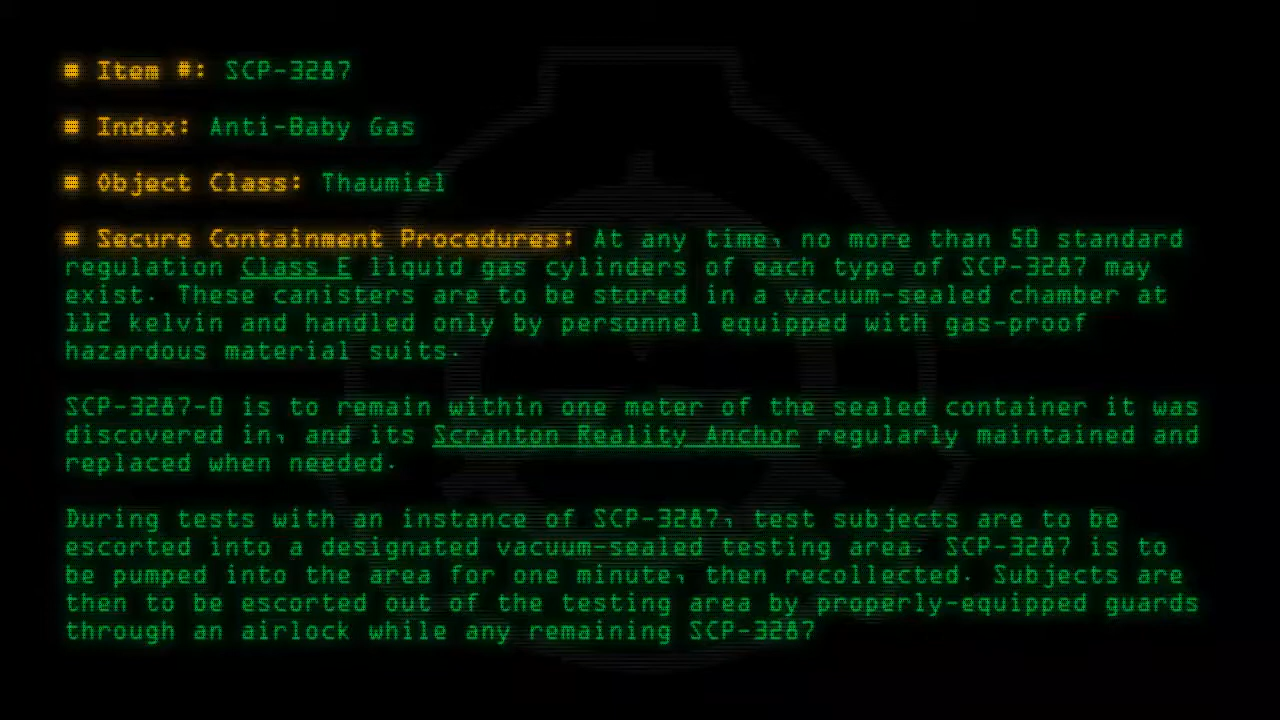 ■ Item #: SCP-3287
■ Index: Anti-Baby Gas
■ Object Class: Thaumiel
■ Secure Containment Procedures: At any time, no more than 50 standard
regulation Class E liquid gas cylinders of each type of SCP-3287 may
exist. These canisters are to be stored in a vacuum-sealed chamber at
112 kelvin and handled only by personnel equipped with gas-proof
hazardous material suits.
SCP-3287-0 is to remain within one meter of the sealed container it was
discovered in, and its Scranton Reality Anchor regularly maintained and
replaced when needed.
During tests with an instance of SCP-3287, test subjects are to be
escorted into a designated vacuum-sealed testing area. SCP-3287 is to
be pumped into the area for one minute, then recollected. Subjects are
then to be escorted out of the testing area by properly-equipped guards
through an airlock while any remaining SCP-3287